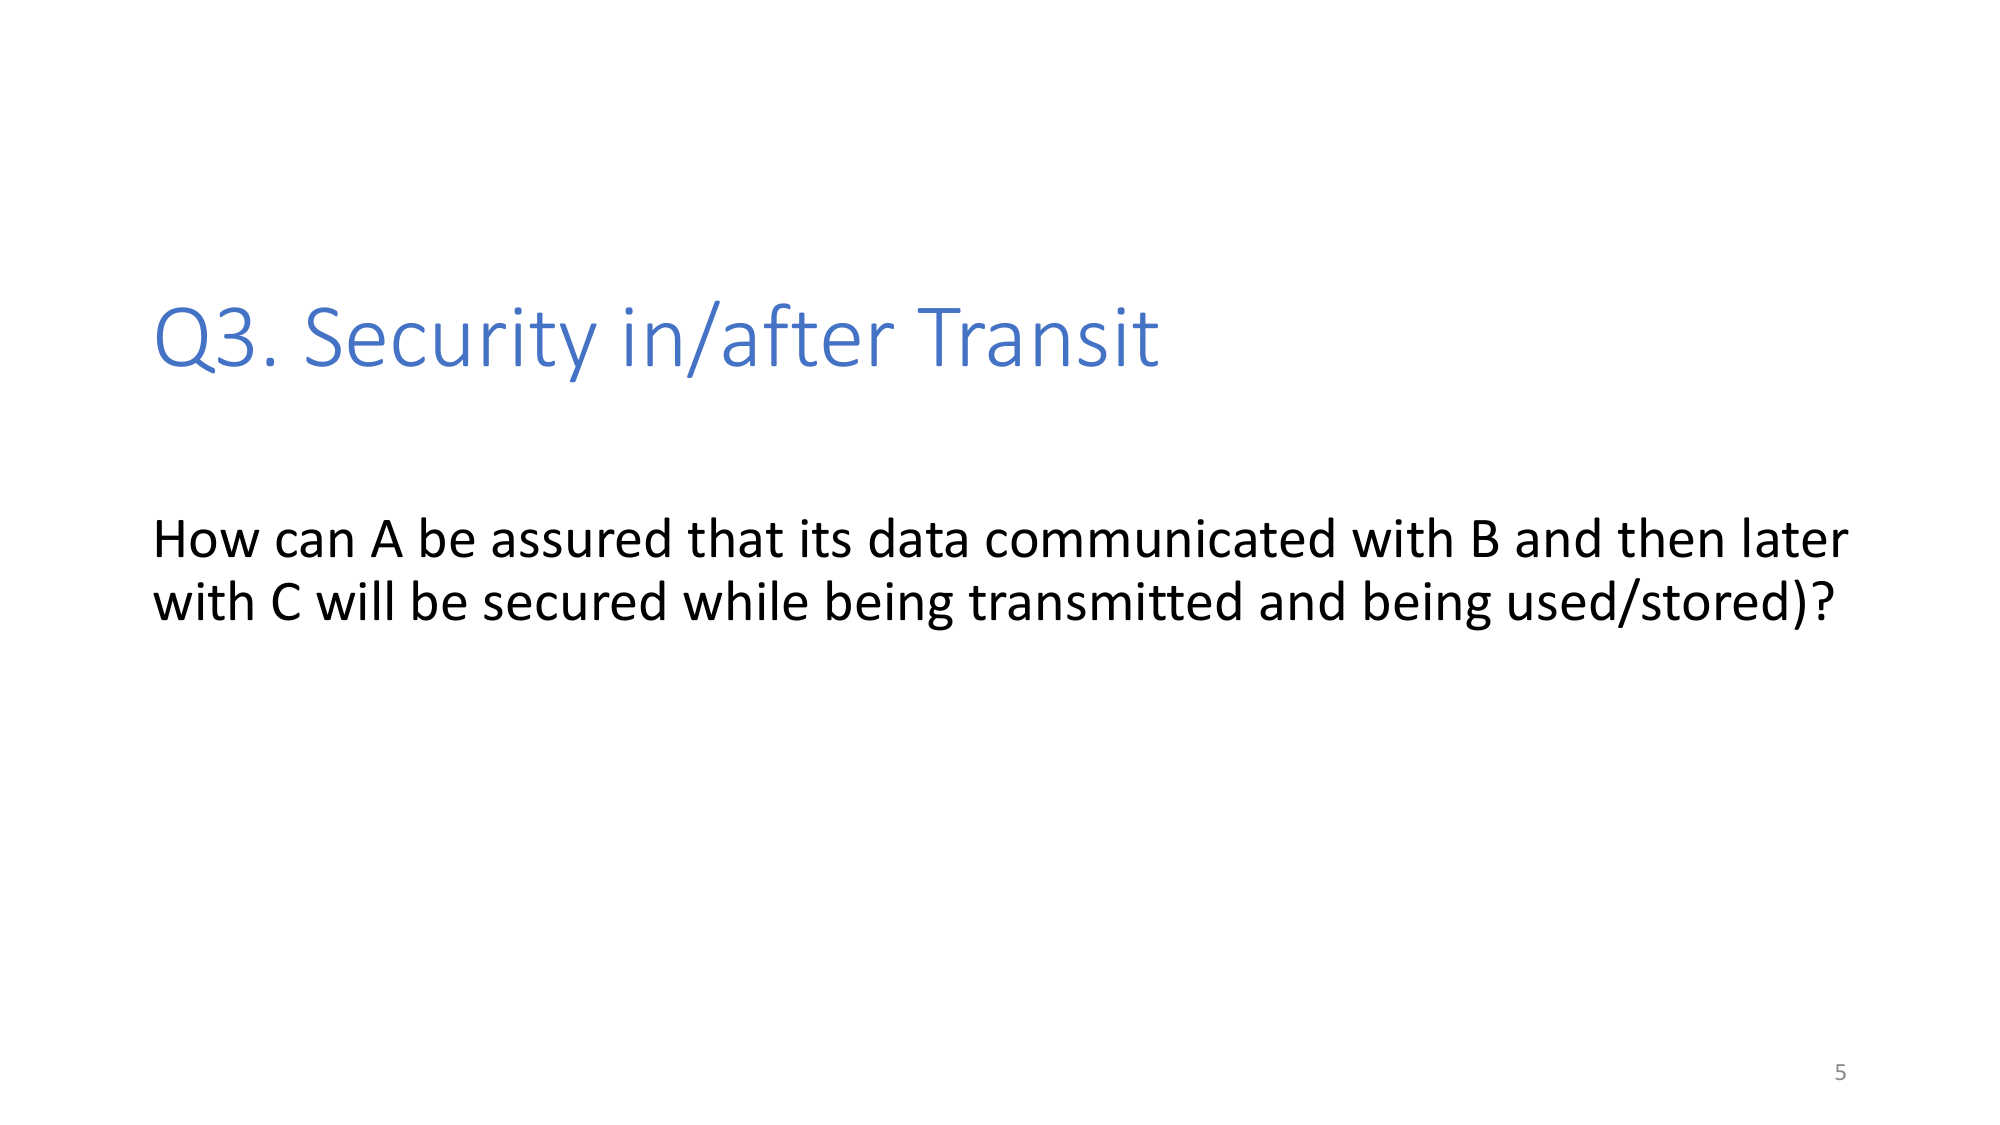 Q3. Security in/after Transit
How can A be assured that its data communicated with B and then later
with C will be secured while being transmitted and being used/stored)?
5